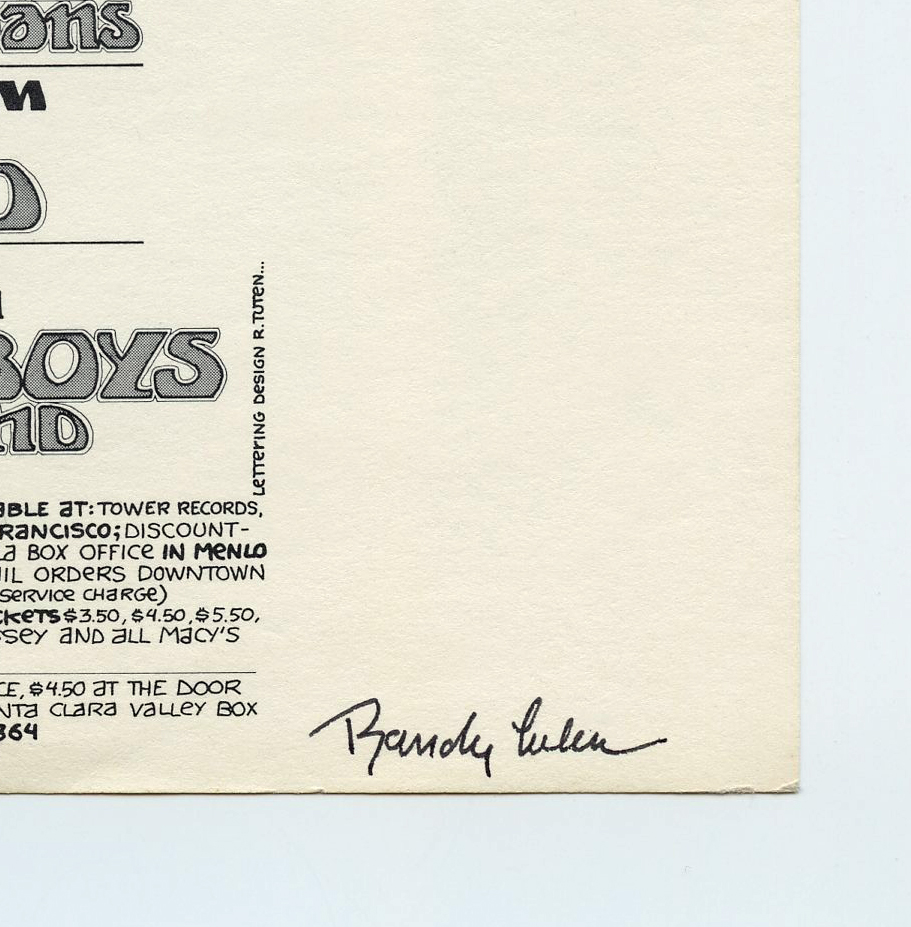 ans
m
D
BOYS
ND
LETTERING DESIGN R.TUTEN...
ABLE AT: TOWER RECORDS,
RANCISCO; DISCOUNT-
LA BOX OFFICE IN MENLO
IL ORDERS DOWNTOWN
SERVICE CHARGE)
CKETS $3.50, $4.50, $5.50,
SSEY AND ALL MACY'S
CE, $4.50 AT THE DOOR
NTA CLARA VALLEY BOX
364
Randy Tuten